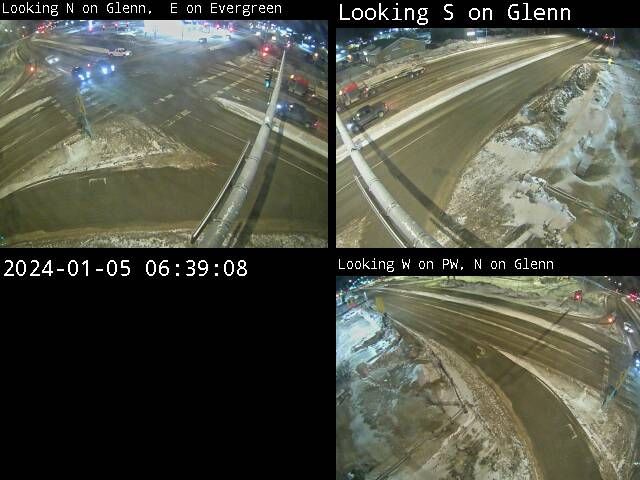 Looking N on Glenn,  E on Evergreen
Looking S on Glenn
2024-01-05 06:39:08
Looking W on PW, N on Glenn